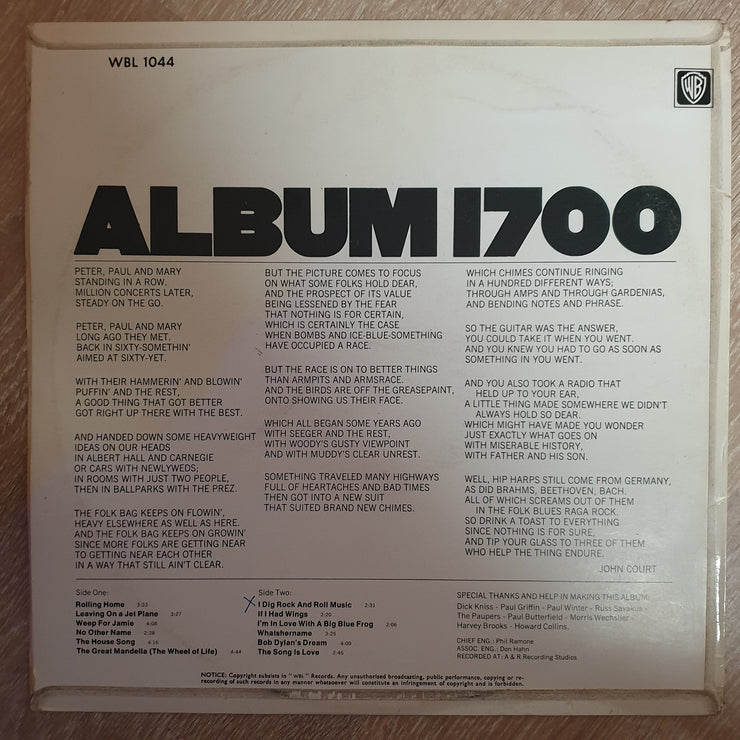 WBL 1044
WB
ALBUM 1700
PETER, PAUL AND MARY
STANDING IN A ROW.
MILLION CONCERTS LATER,
STEADY ON THE GO.
PETER, PAUL AND MARY
LONG AGO THEY MET.
BACK IN SIXTY-SOMETHIN'
AIMED AT SIXTY-YET.
WITH THEIR HAMMERIN' AND BLOWIN'
PUFFIN' AND THE REST,
A GOOD THING THAT GOT BETTER
GOT RIGHT UP THERE WITH THE BEST.
AND HANDED DOWN SOME HEAVYWEIGHT
IDEAS ON OUR HEADS
IN ALBERT HALL AND CARNEGIE
OR CARS WITH NEWLYWEDS;
IN ROOMS WITH JUST TWO PEOPLE,
THEN IN BALLPARKS WITH THE PREZ.
THE FOLK BAG KEEPS ON FLOWIN',
HEAVY ELSEWHERE AS WELL AS HERE.
AND THE FOLK BAG KEEPS ON GROWIN'
SINCE MORE FOLKS ARE GETTING NEAR
TO GETTING NEAR EACH OTHER
IN A WAY THAT STILL AIN'T CLEAR.
BUT THE PICTURE COMES TO FOCUS
ON WHAT SOME FOLKS HOLD DEAR,
AND THE PROSPECT OF ITS VALUE
BEING LESSENED BY THE FEAR
THAT NOTHING IS FOR CERTAIN,
WHICH IS CERTAINLY THE CASE
WHEN BOMBS AND ICE-BLUE-SOMETHING
HAVE OCCUPIED A RACE.
BUT THE RACE IS ON TO BETTER THINGS
THAN ARMPITS AND ARMSRACE.
AND THE BIRDS ARE OFF THE GREASEPAINT,
ONTO SHOWING US THEIR FACE.
WHICH ALL BEGAN SOME YEARS AGO
WITH SEEGER AND THE REST,
WITH WOODY'S GUSTY VIEWPOINT
AND WITH MUDDY'S CLEAR UNREST.
SOMETHING TRAVELED MANY HIGHWAYS
FULL OF HEARTACHES AND BAD TIMES
THEN GOT INTO A NEW SUIT
THAT SUITED BRAND NEW CHIMES.
WHICH CHIMES CONTINUE RINGING
IN A HUNDRED DIFFERENT WAYS;
THROUGH AMPS AND THROUGH GARDENIAS,
AND BENDING NOTES AND PHRASE.
SO THE GUITAR WAS THE ANSWER,
YOU COULD TAKE IT WHEN YOU WENT.
AND YOU KNEW YOU HAD TO GO AS SOON AS
SOMETHING IN YOU WENT.
AND YOU ALSO TOOK A RADIO THAT
HELD UP TO YOUR EAR,
A LITTLE THING MADE SOMEWHERE WE DIDN'T
ALWAYS HOLD SO DEAR.
WHICH MIGHT HAVE MADE YOU WONDER
JUST EXACTLY WHAT GOES ON
WITH MISERABLE HISTORY,
WITH FATHER AND HIS SON.
WELL, HIP HARPS STILL COME FROM GERMANY,
AS DID BRAHMS, BEETHOVEN, BACH.
ALL OF WHICH SCREAMS OUT OF THEM
IN THE FOLK BLUES RAGA ROCK.
SO DRINK A TOAST TO EVERYTHING
SINCE NOTHING IS FOR SURE,
AND TIP YOUR GLASS TO THREE OF THEM
WHO HELP THE THING ENDURE.
JOHN COURT
Side One:
Rolling Home 3:33
Leaving On a Jet Plane 3:27
Weep For Jamie 4:08
No Other Name 2:28
The House Song 4:16
The Great Mandella (The Wheel of Life) 4:44
Side Two:
X I Dig Rock And Roll Music 2:31
If I Had Wings 2:20
I'm In Love With A Big Blue Frog 2:06
Whatshername 3:25
Bob Dylan's Dream 4:00
The Song Is Love 2:46
SPECIAL THANKS AND HELP IN MAKING THIS ALBUM:
Dick Kniss - Paul Griffin - Paul Winter - Russ Savakus -
The Paupers - Paul Butterfield - Morris Wechsler -
Harvey Brooks - Howard Collins.
CHIEF ENG : Phil Ramone
ASSOC. ENG.: Don Hahn
RECORDED AT: A & R Recording Studios
NOTICE: Copyright subsists in "WB" Records. Any unauthorised broadcasting, public performance, copying or re-
recording of such records in any manner whatsoever will constitute an infringement of copyright and is forbidden.